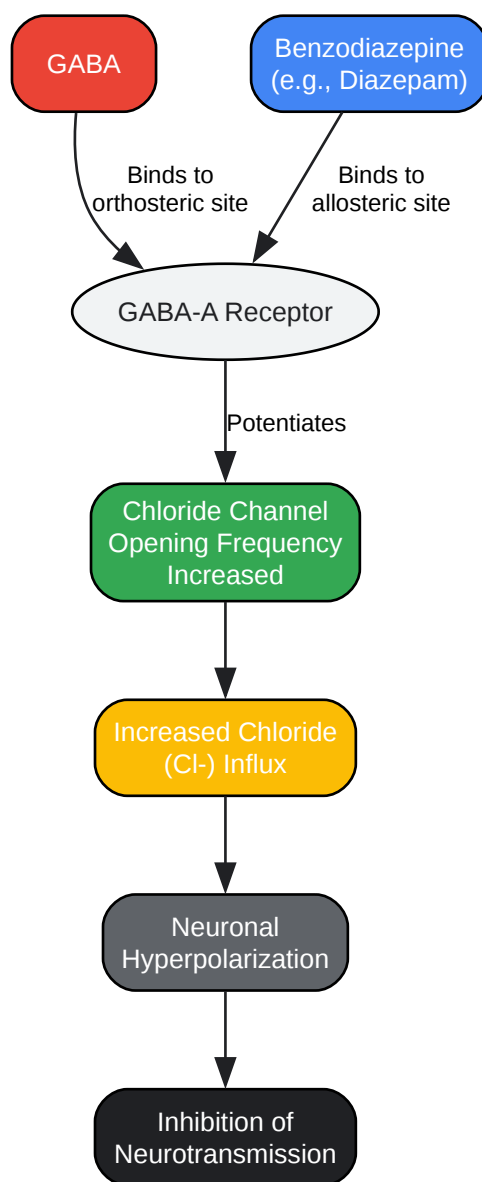 GABA
Benzodiazepine
(e.g., Diazepam)
Binds to
orthosteric site
Binds to
allosteric site
GABA-A Receptor
Potentiates
Chloride Channel
Opening Frequency
Increased
Increased Chloride
(Cl-) Influx
Neuronal
Hyperpolarization
Inhibition of
Neurotransmission